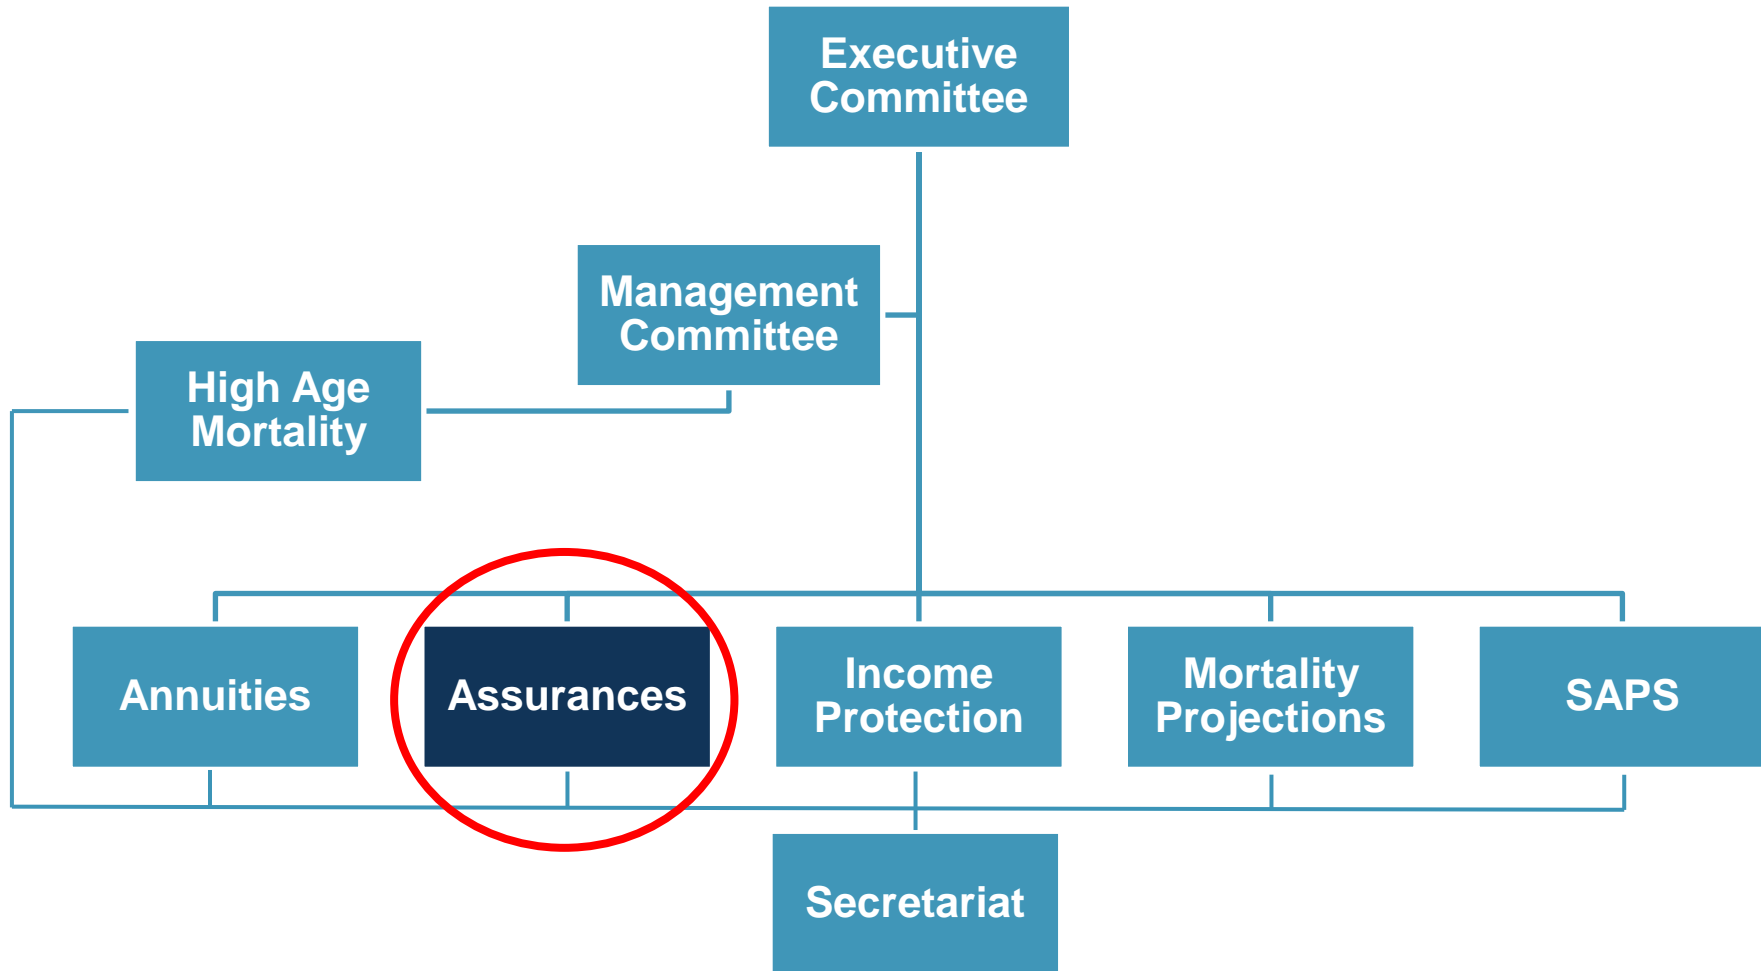 Executive
Committee
Management
Committee
High Age
Mortality
Annuities
Assurances
Income
Protection
Mortality
Projections
SAPS
Secretariat